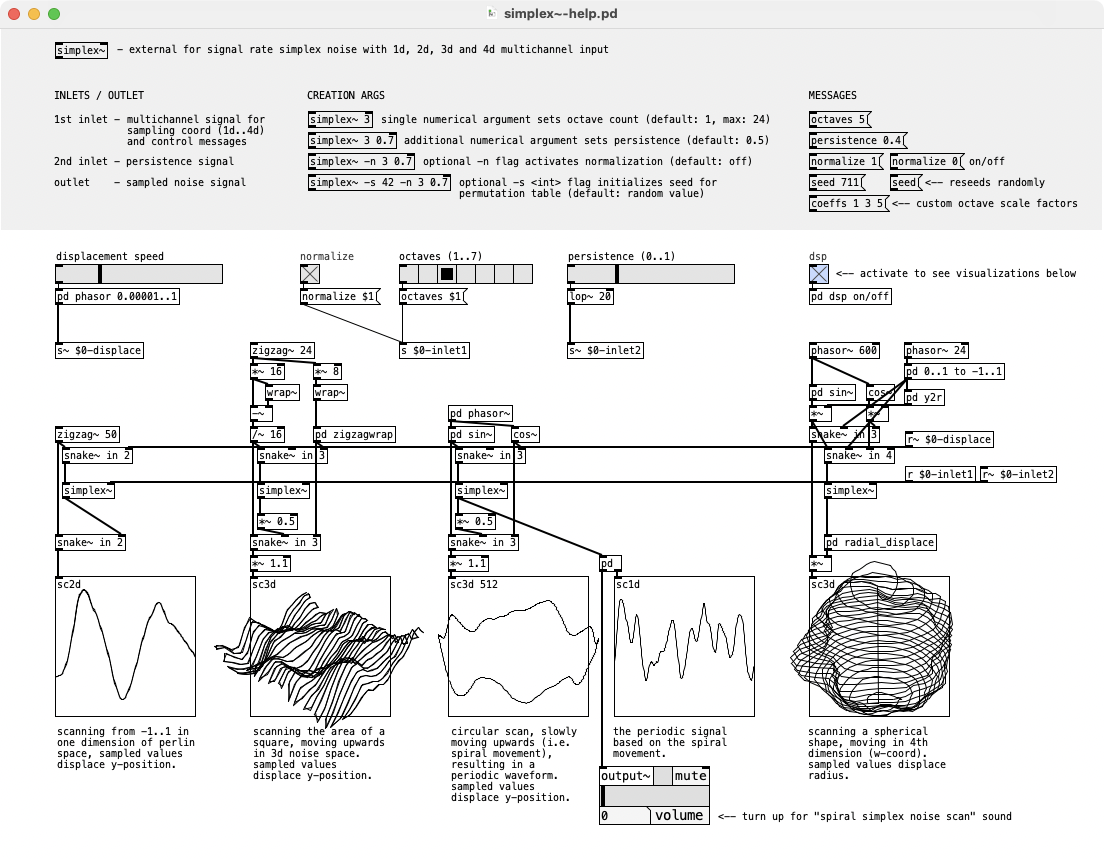 simplex~-help.pd
simplex~ – external for signal rate simplex noise with 1d, 2d, 3d and 4d multichannel input
INLETS / OUTLET
1st inlet – multichannel signal for
sampling coord (1d..4d)
and control messages
2nd inlet – persistence signal
outlet – sampled noise signal
CREATION ARGS
simplex~ 3 single numerical argument sets octave count (default: 1, max: 24)
simplex~ 3 0.7 additional numerical argument sets persistence (default: 0.5)
simplex~ -n 3 0.7 optional -n flag activates normalization (default: off)
simplex~ -s 42 -n 3 0.7 optional -s <int> flag initializes seed for
permutation table (default: random value)
MESSAGES
octaves 5
persistence 0.4
normalize 1 normalize 0 on/off
seed 711 seed <-- reseeds randomly
coeffs 1 3 5 <-- custom octave scale factors
displacement speed
pd phasor 0.00001..1
s~ $0-displace
normalize
normalize $1
octaves (1..7)
octaves $1
s $0-inlet1
persistence (0..1)
lop~ 20
s~ $0-inlet2
dsp
<-- activate to see visualizations below
pd dsp on/off
zigzag~ 50
snake~ in 2
simplex~
snake~ in 2
sc2d
scanning from -1..1 in
one dimension of perlin
space, sampled values
displace y-position.
zigzag~ 24
*~ 16 *~ 8
wrap~ wrap~
-~
/~ 16 pd zigzagwrap
snake~ in 3
simplex~
*~ 0.5
snake~ in 3
*~ 1.1
sc3d
scanning the area of a
square, moving upwards
in 3d noise space.
sampled values
displace y-position.
pd phasor~
pd sin~ cos~
snake~ in 3
simplex~
*~ 0.5
snake~ in 3
*~ 1.1
sc3d 512
circular scan, slowly
moving upwards (i.e.
spiral movement),
resulting in a
periodic waveform.
sampled values
displace y-position.
pd
sc1d
the periodic signal
based on the spiral
movement.
output~ mute
0 volume
<-- turn up for "spiral simplex noise scan" sound
phasor~ 600 phasor~ 24
pd 0..1 to -1..1
pd sin~ cos~ pd y2r
*~ *~
snake~ in 3 r~ $0-displace
snake~ in 4
r $0-inlet1 r~ $0-inlet2
simplex~
pd radial_displace
*~
sc3d
scanning a spherical
shape, moving in 4th
dimension (w-coord).
sampled values displace
radius.